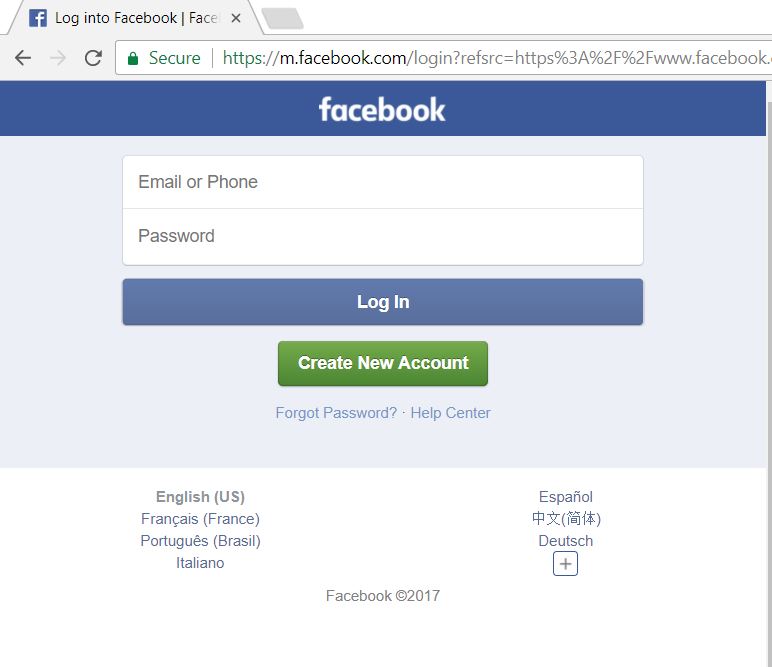 Log into Facebook | Face
Secure | https://m.facebook.com/login?refsrc=https%3A%2F%2Fwww.facebook.
facebook
Email or Phone
Password
Log In
Create New Account
Forgot Password? · Help Center
English (US) Español
Français (France) 中文(简体)
Português (Brasil) Deutsch
Italiano +
Facebook ©2017